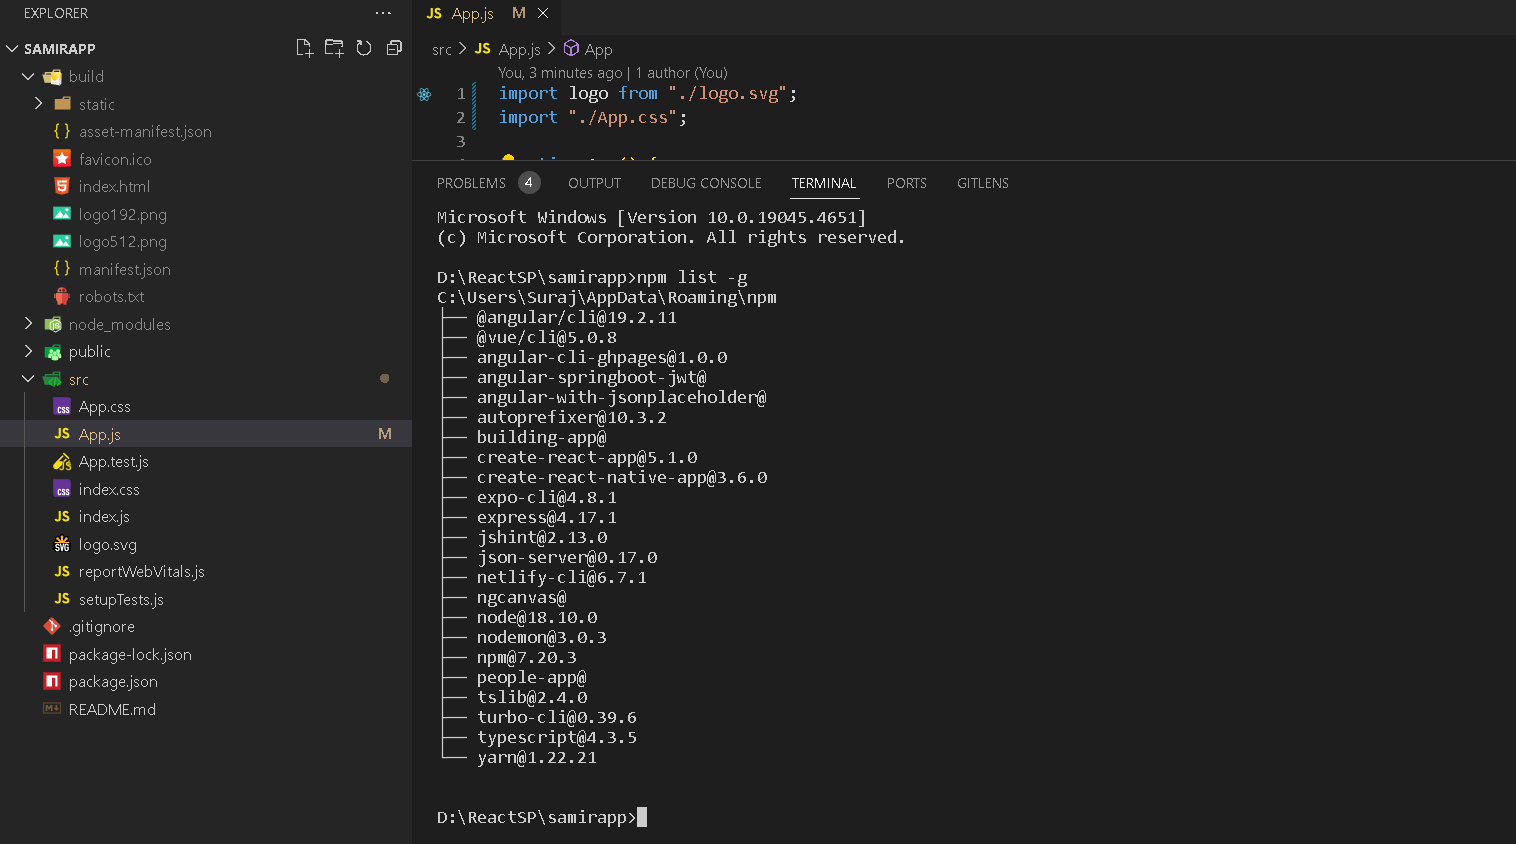 EXPLORER
SAMIRAPP
build
static
asset-manifest.json
favicon.ico
index.html
logo192.png
logo512.png
manifest.json
robots.txt
node_modules
public
src
App.css
App.js M
App.test.js
index.css
index.js
logo.svg
reportWebVitals.js
setupTests.js
.gitignore
package-lock.json
package.json
README.md
JS App.js M
src > JS App.js > App
You, 3 minutes ago | 1 author (You)
1 import logo from "./logo.svg";
2 import "./App.css";
3
PROBLEMS 4 OUTPUT DEBUG CONSOLE TERMINAL PORTS GITLENS
Microsoft Windows [Version 10.0.19045.4651]
(c) Microsoft Corporation. All rights reserved.
D:\ReactSP\samirapp>npm list -g
C:\Users\Suraj\AppData\Roaming\npm
├── @angular/cli@19.2.11
├── @vue/cli@5.0.8
├── angular-cli-ghpages@1.0.0
├── angular-springboot-jwt@
├── angular-with-jsonplaceholder@
├── autoprefixer@10.3.2
├── building-app@
├── create-react-app@5.1.0
├── create-react-native-app@3.6.0
├── expo-cli@4.8.1
├── express@4.17.1
├── jshint@2.13.0
├── json-server@0.17.0
├── netlify-cli@6.7.1
├── ngcanvas@
├── node@18.10.0
├── nodemon@3.0.3
├── npm@7.20.3
├── people-app@
├── tslib@2.4.0
├── turbo-cli@0.39.6
├── typescript@4.3.5
└── yarn@1.22.21
D:\ReactSP\samirapp>